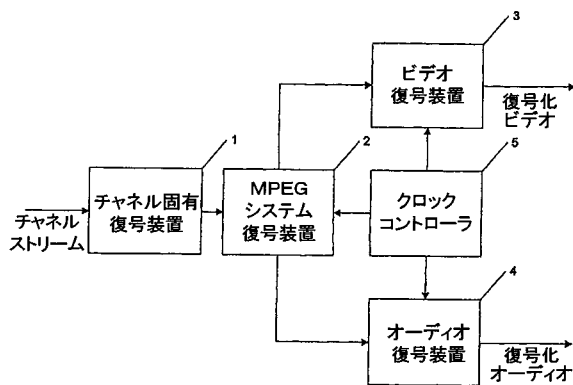 3
ビデオ
復号装置
復号化
ビデオ
1
2
5
チャネル
ストリーム
チャネル固有
復号装置
MPEG
システム
復号装置
クロック
コントローラ
4
オーディオ
復号装置
復号化
オーディオ